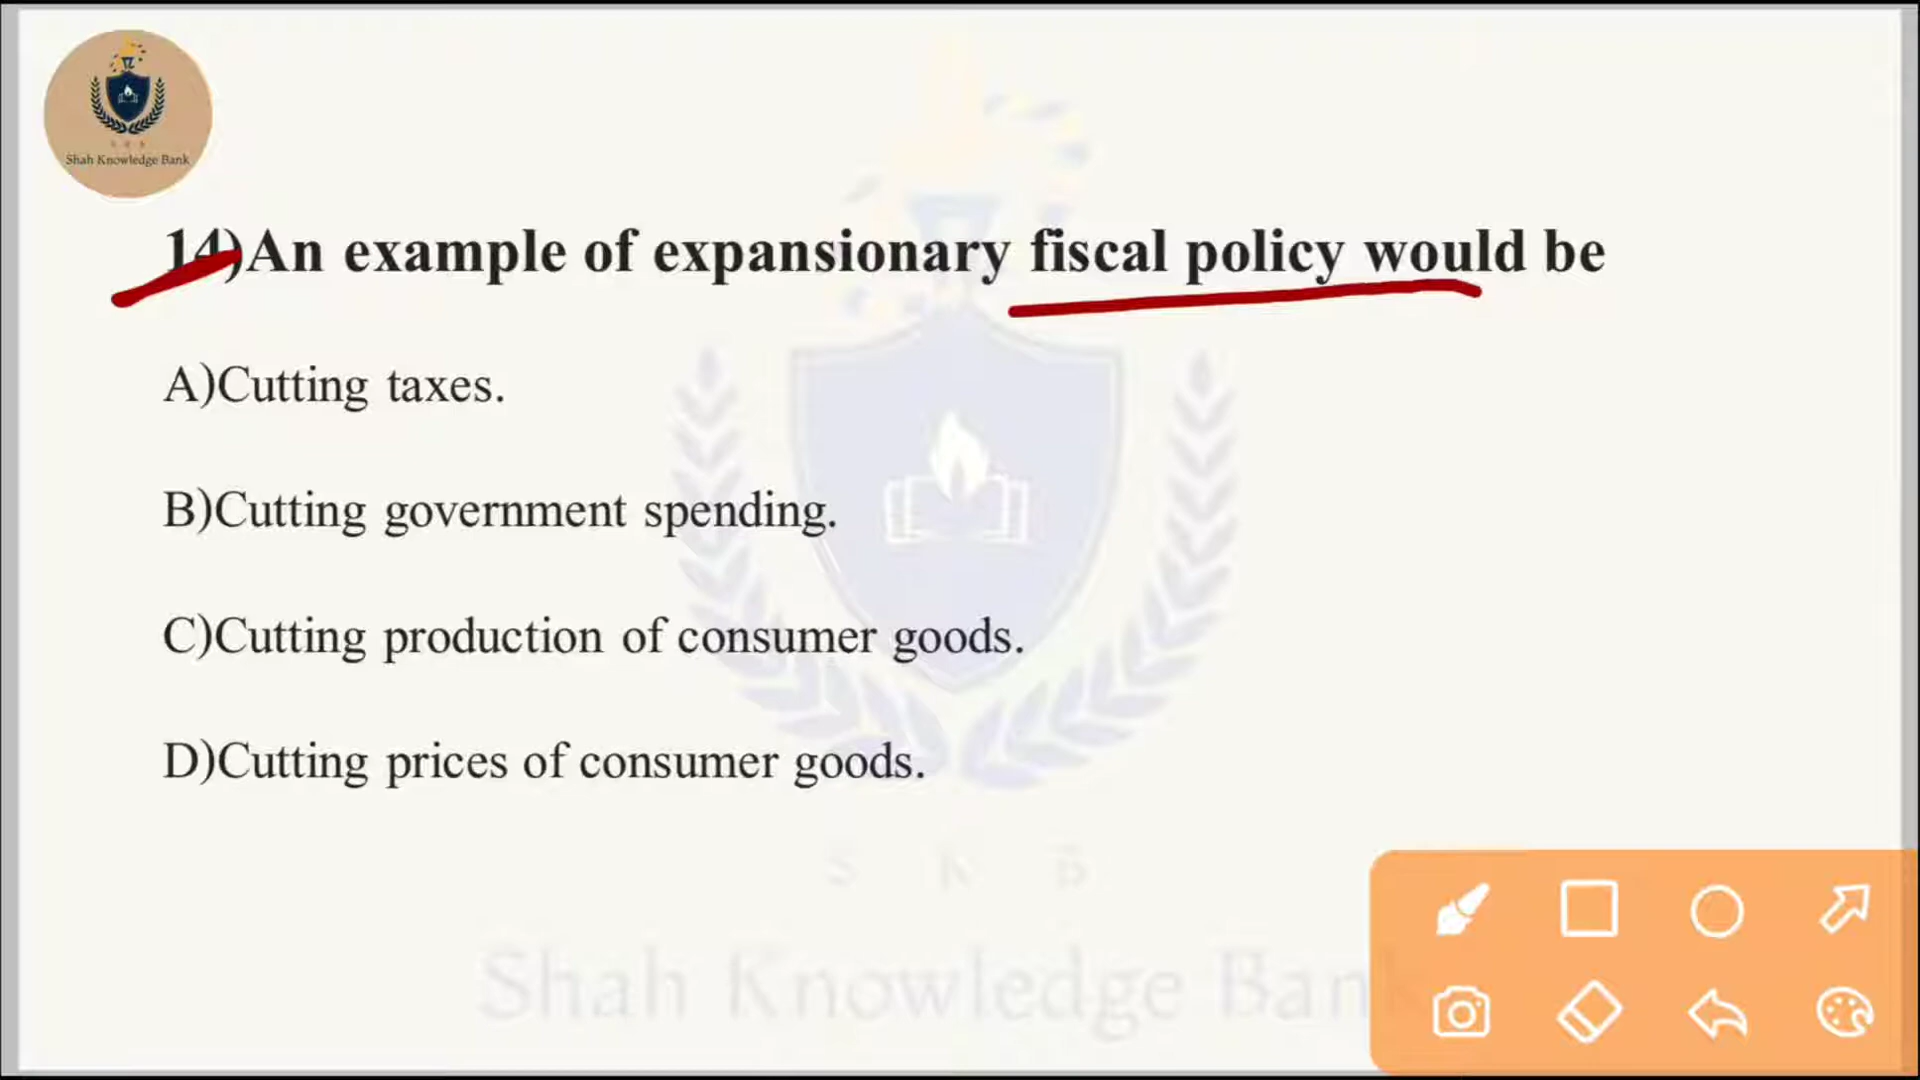 Shah Knowledge Bank
14)An example of expansionary fiscal policy would be
A)Cutting taxes.
B)Cutting government spending.
C)Cutting production of consumer goods.
D)Cutting prices of consumer goods.
S K B
Shah Knowledge Bank